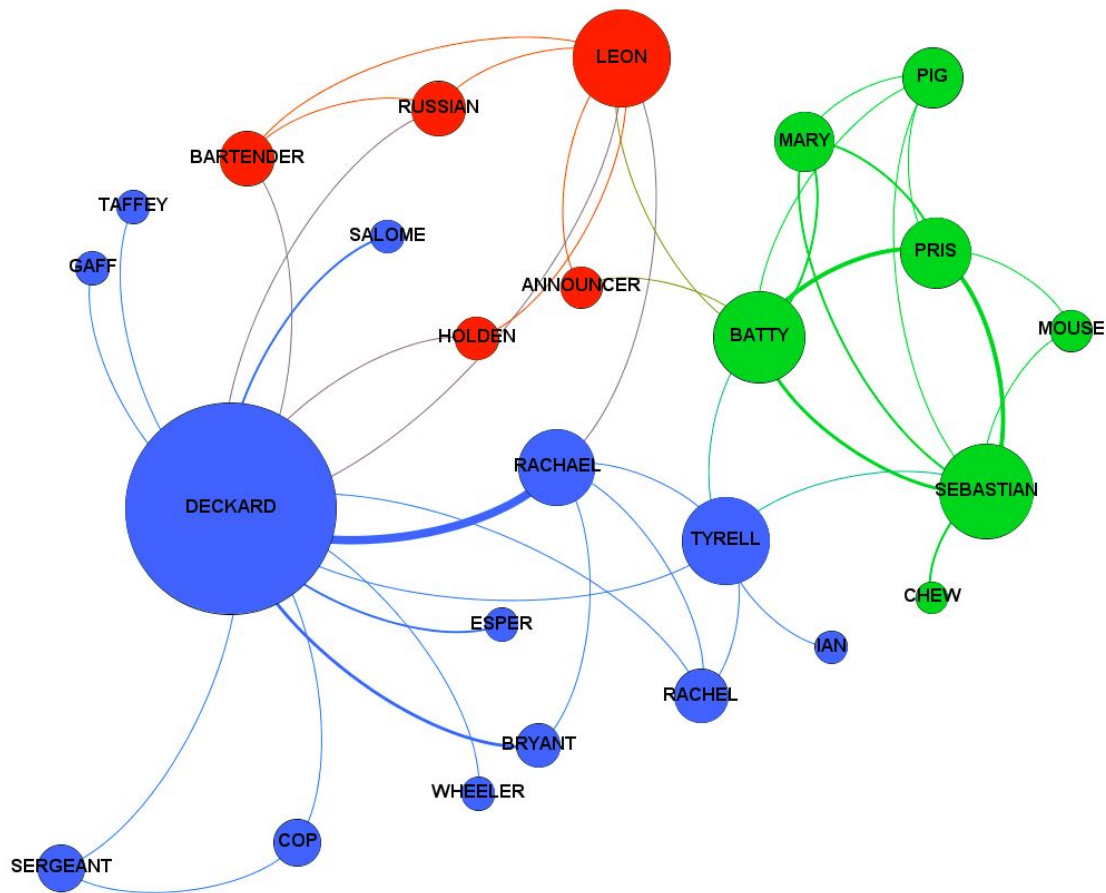 LEON
PIG
RUSSIAN
MARY
BARTENDER
TAFFEY
SALOME
PRIS
GAFF
ANNOUNCER
MOUSE
HOLDEN
BATTY
RACHAEL
SEBASTIAN
DECKARD
TYRELL
CHEW
ESPER
IAN
RACHEL
BRYANT
WHEELER
COP
SERGEANT